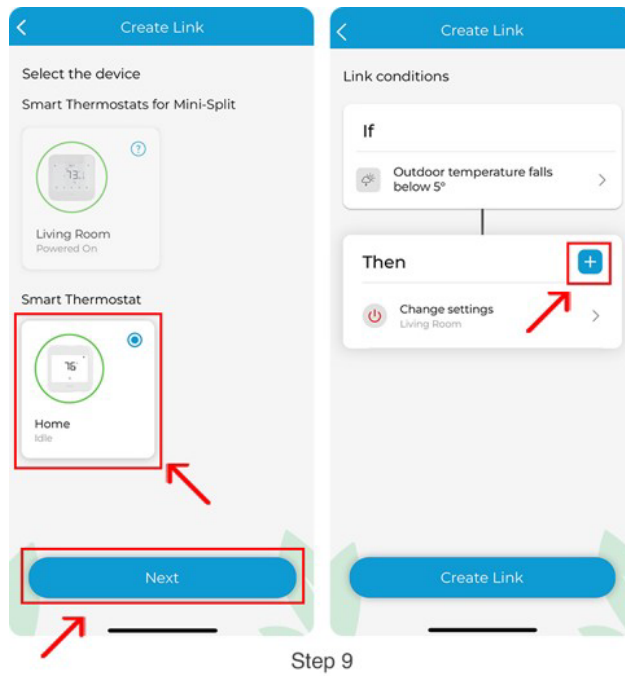 Create Link
Select the device
Smart Thermostats for Mini-Split
73
?
Living Room
Powered On
Smart Thermostat
76
Home
Idle
Next
Create Link
Link conditions
If
Outdoor temperature falls
below 5°
Then
+
Change settings
Living Room
Create Link
Step 9